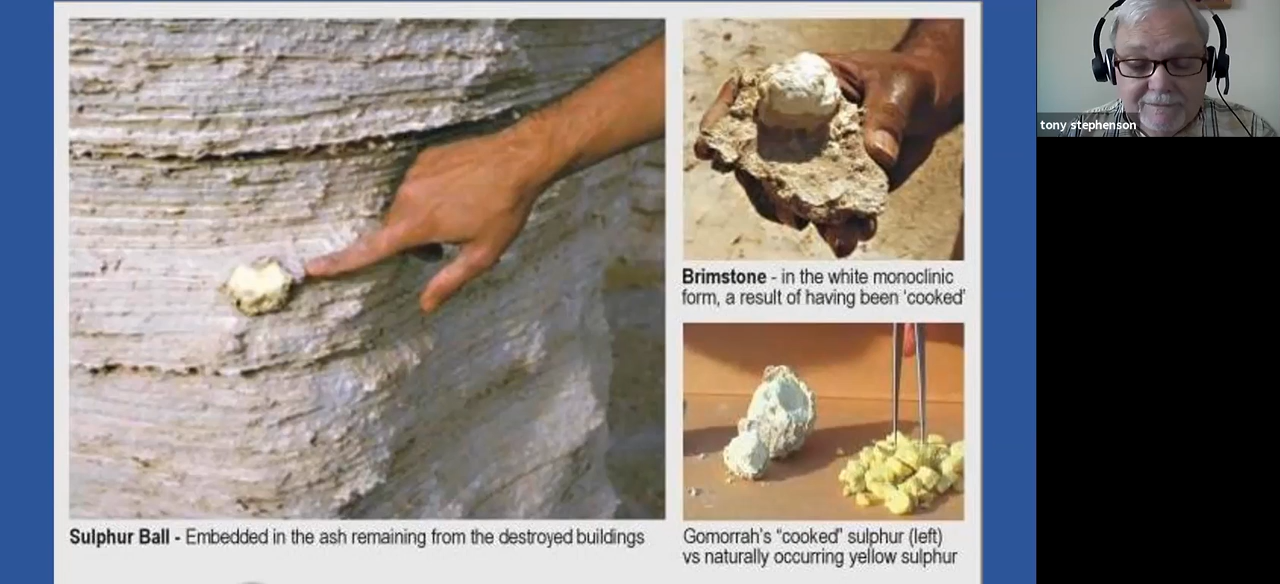 tony stephenson
Brimstone - in the white monoclinic
form, a result of having been ‘cooked’
Sulphur Ball - Embedded in the ash remaining from the destroyed buildings
Gomorrah’s “cooked” sulphur (left)
vs naturally occurring yellow sulphur